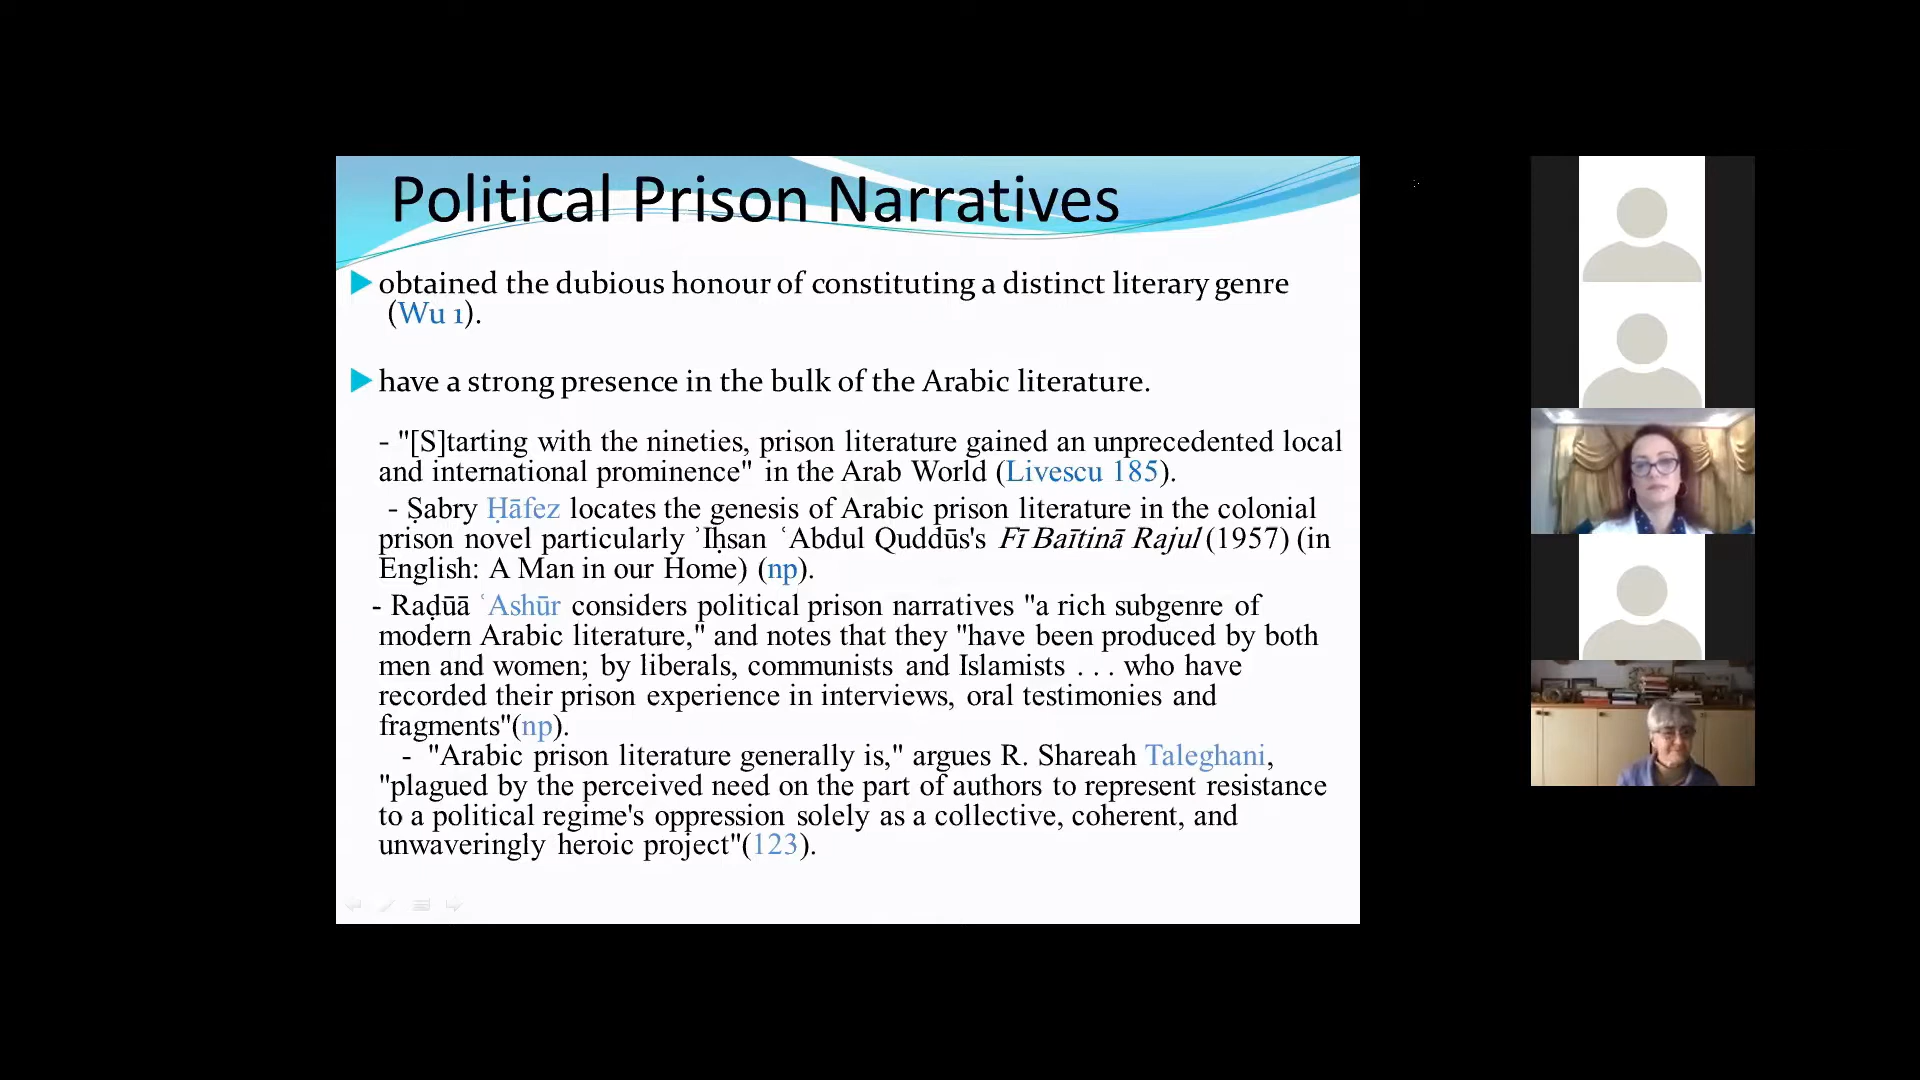 Political Prison Narratives
obtained the dubious honour of constituting a distinct literary genre
(Wu 1).
have a strong presence in the bulk of the Arabic literature.
- "[S]tarting with the nineties, prison literature gained an unprecedented local
and international prominence" in the Arab World (Livescu 185).
- Ṣabry Ḥāfez locates the genesis of Arabic prison literature in the colonial
prison novel particularly ʾIḥsan ʿAbdul Quddūs's Fī Baītinā Rajul (1957) (in
English: A Man in our Home) (np).
- Raḍūā ʿAshūr considers political prison narratives "a rich subgenre of
modern Arabic literature," and notes that they "have been produced by both
men and women; by liberals, communists and Islamists . . . who have
recorded their prison experience in interviews, oral testimonies and
fragments"(np).
- "Arabic prison literature generally is," argues R. Shareah Taleghani,
"plagued by the perceived need on the part of authors to represent resistance
to a political regime's oppression solely as a collective, coherent, and
unwaveringly heroic project"(123).